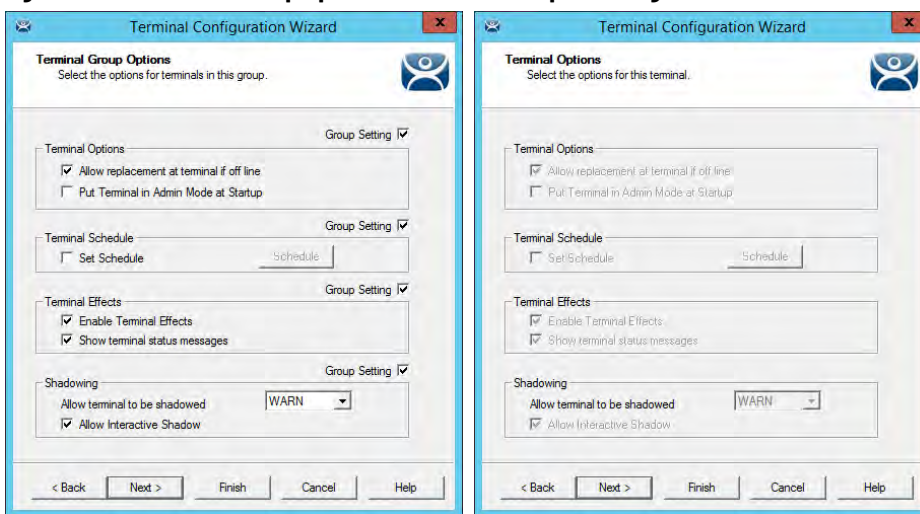 Terminal Configuration Wizard
Terminal Group Options
Select the options for terminals in this group.
Group Setting
Terminal Options
Allow replacement at terminal if off line
Put Terminal in Admin Mode at Startup
Group Setting
Terminal Schedule
Set Schedule
Schedule
Group Setting
Terminal Effects
Enable Terminal Effects
Show terminal status messages
Group Setting
Shadowing
Allow terminal to be shadowed WARN
Allow Interactive Shadow
< Back Next > Finish Cancel Help
Terminal Configuration Wizard
Terminal Options
Select the options for this terminal.
Terminal Options
Allow replacement at terminal if off line
Put Terminal in Admin Mode at Startup
Terminal Schedule
Set Schedule
Schedule
Terminal Effects
Enable Terminal Effects
Show terminal status messages
Shadowing
Allow terminal to be shadowed WARN
Allow Interactive Shadow
< Back Next > Finish Cancel Help